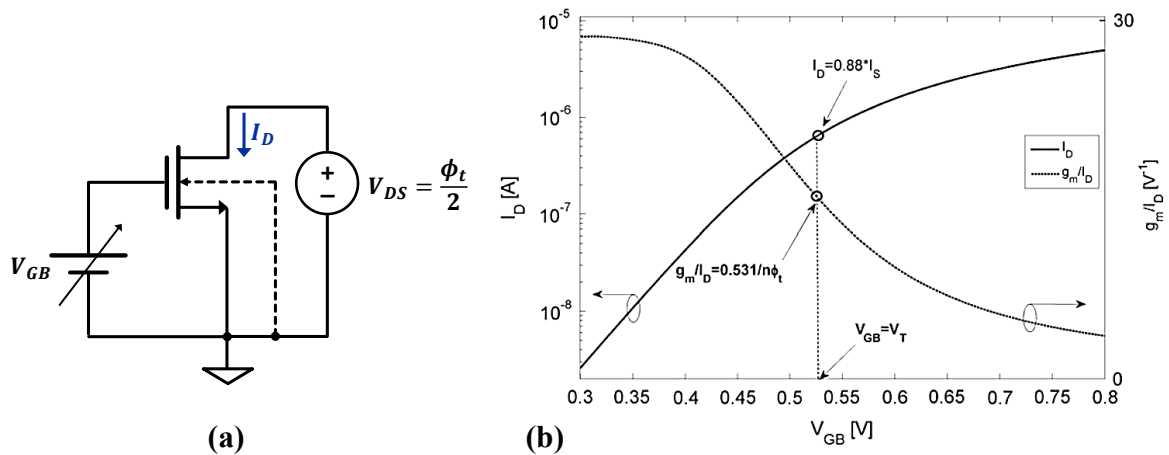 I_D
V_GB
+
−
V_DS = ϕ_t/2
(a)
(b)
10^-5
10^-6
10^-7
10^-8
I_D [A]
0.3 0.35 0.4 0.45 0.5 0.55 0.6 0.65 0.7 0.75 0.8
V_GB [V]
30
0
g_m/I_D [V^-1]
I_D=0.88*I_S
g_m/I_D=0.531/nϕ_t
V_GB=V_T
I_D
g_m/I_D